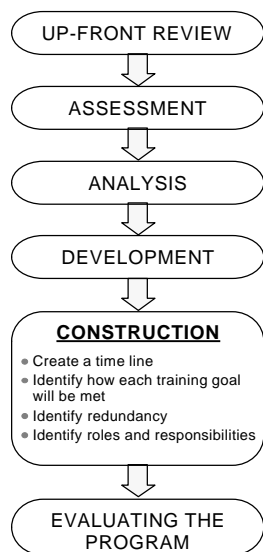 UP-FRONT REVIEW
ASSESSMENT
ANALYSIS
DEVELOPMENT
CONSTRUCTION
• Create a time line
• Identify how each training goal
will be met
• Identify redundancy
• Identify roles and responsibilities
EVALUATING THE
PROGRAM